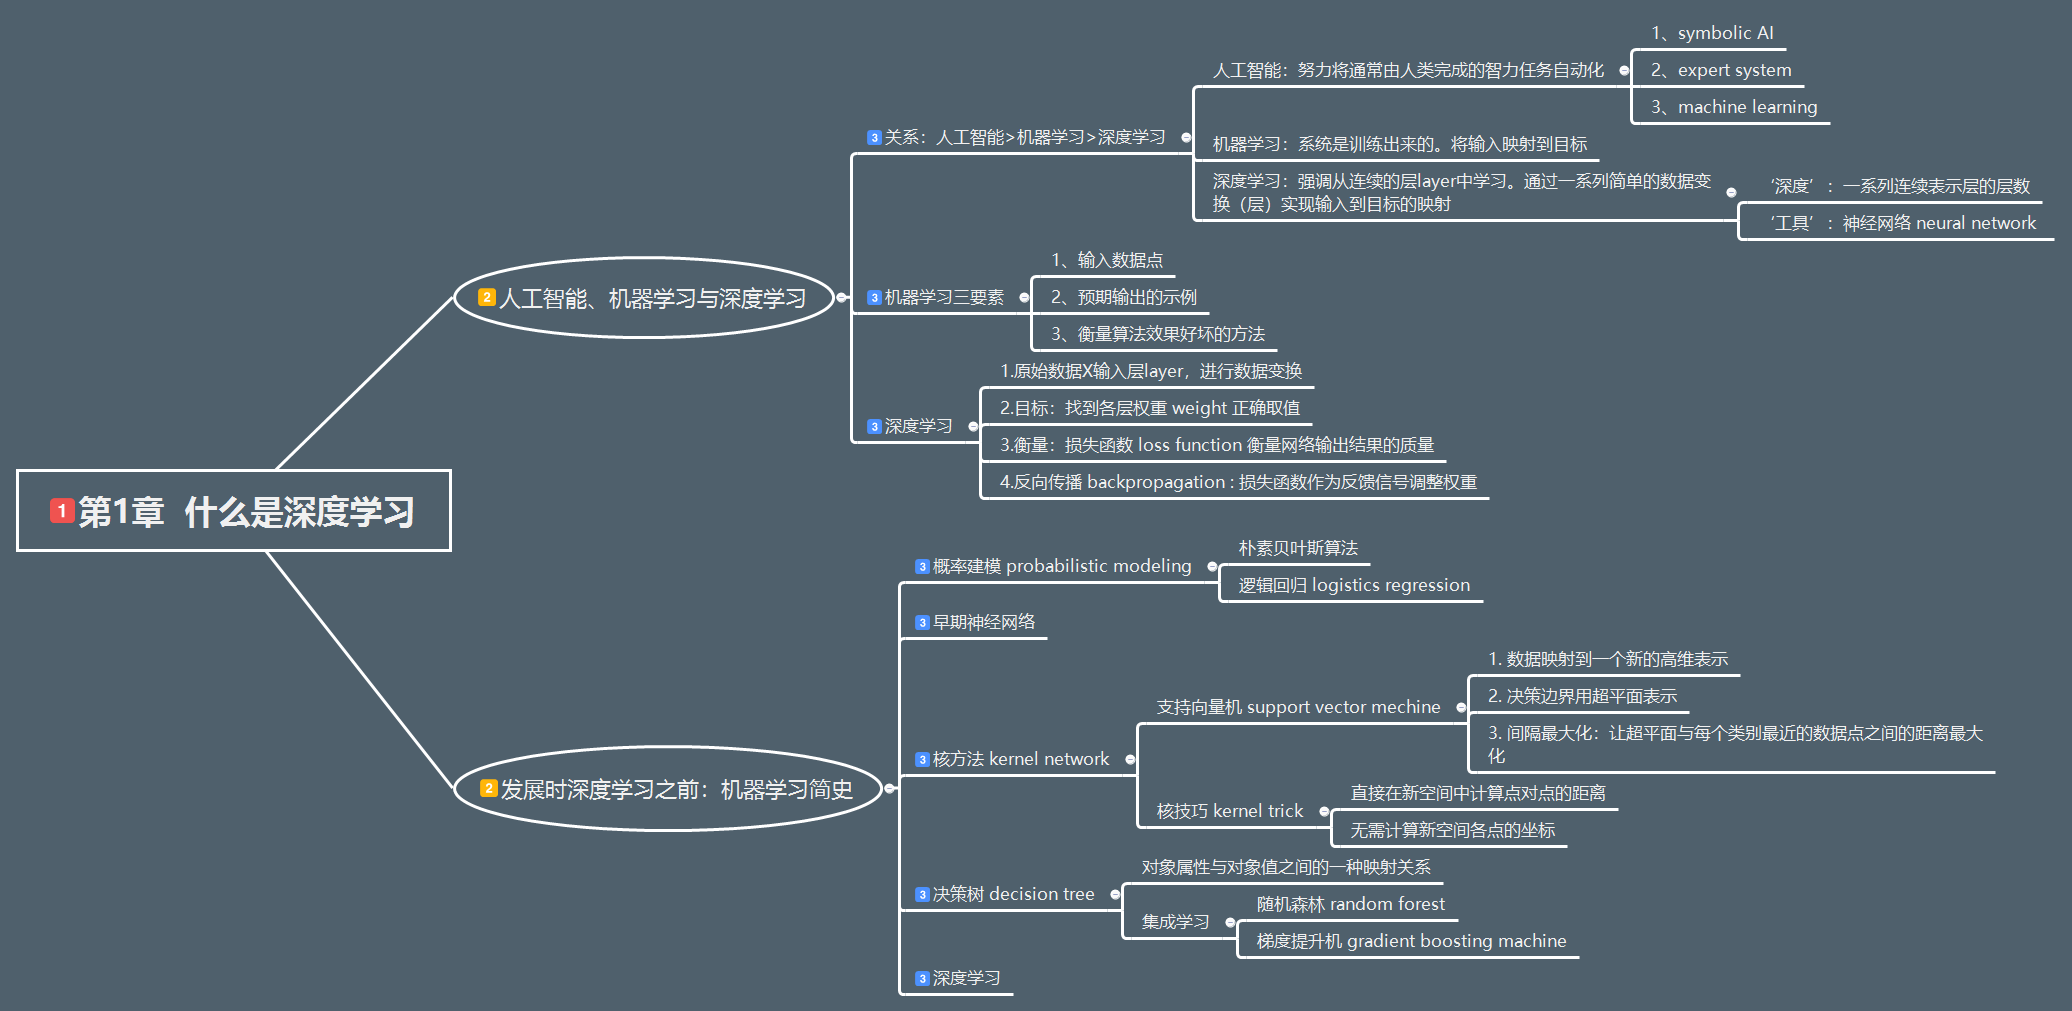 1 第1章 什么是深度学习
2 人工智能、机器学习与深度学习
3 关系：人工智能>机器学习>深度学习
人工智能：努力将通常由人类完成的智力任务自动化
1、symbolic AI
2、expert system
3、machine learning
机器学习：系统是训练出来的。将输入映射到目标
深度学习：强调从连续的层layer中学习。通过一系列简单的数据变
换（层）实现输入到目标的映射
‘深度’：一系列连续表示层的层数
‘工具’：神经网络 neural network
3 机器学习三要素
1、输入数据点
2、预期输出的示例
3、衡量算法效果好坏的方法
3 深度学习
1.原始数据X输入层layer，进行数据变换
2.目标：找到各层权重 weight 正确取值
3.衡量：损失函数 loss function 衡量网络输出结果的质量
4.反向传播 backpropagation : 损失函数作为反馈信号调整权重
2 发展时深度学习之前：机器学习简史
3 概率建模 probabilistic modeling
朴素贝叶斯算法
逻辑回归 logistics regression
3 早期神经网络
3 核方法 kernel network
支持向量机 support vector mechine
1. 数据映射到一个新的高维表示
2. 决策边界用超平面表示
3. 间隔最大化：让超平面与每个类别最近的数据点之间的距离最大
化
核技巧 kernel trick
直接在新空间中计算点对点的距离
无需计算新空间各点的坐标
3 决策树 decision tree
对象属性与对象值之间的一种映射关系
集成学习
随机森林 random forest
梯度提升机 gradient boosting machine
3 深度学习